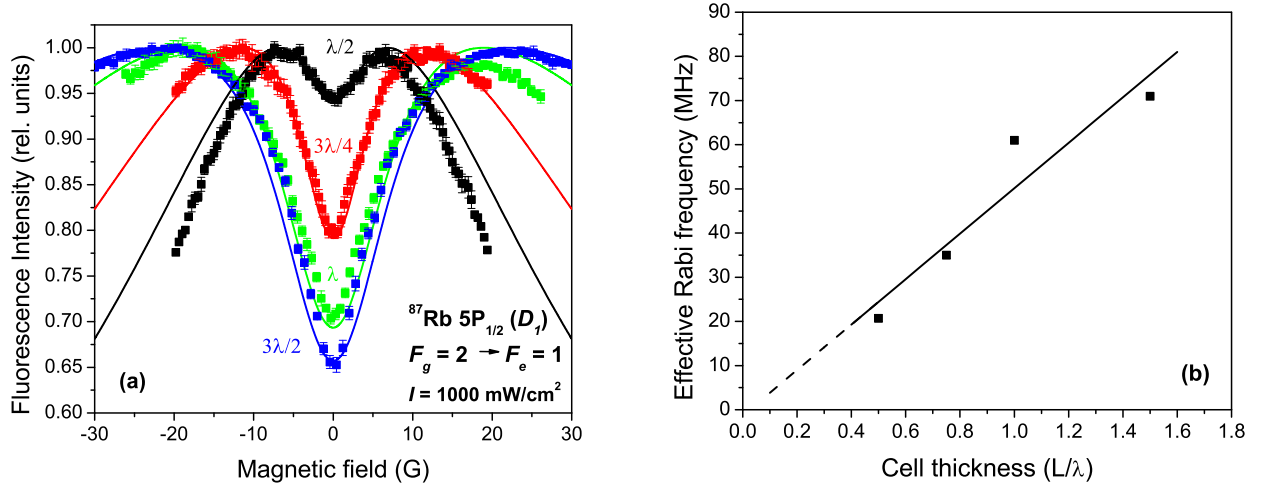 Fluorescence Intensity (rel. units)
1.00
0.95
0.90
0.85
0.80
0.75
0.70
0.65
0.60
λ/2
3λ/4
λ
3λ/2
⁸⁷Rb 5P₁/₂ (D₁)
F_g = 2 → F_e = 1
I = 1000 mW/cm²
(a)
-30 -20 -10 0 10 20 30
Magnetic field (G)
Effective Rabi frequency (MHz)
90
80
70
60
50
40
30
20
10
0
(b)
0.0 0.2 0.4 0.6 0.8 1.0 1.2 1.4 1.6 1.8
Cell thickness (L/λ)